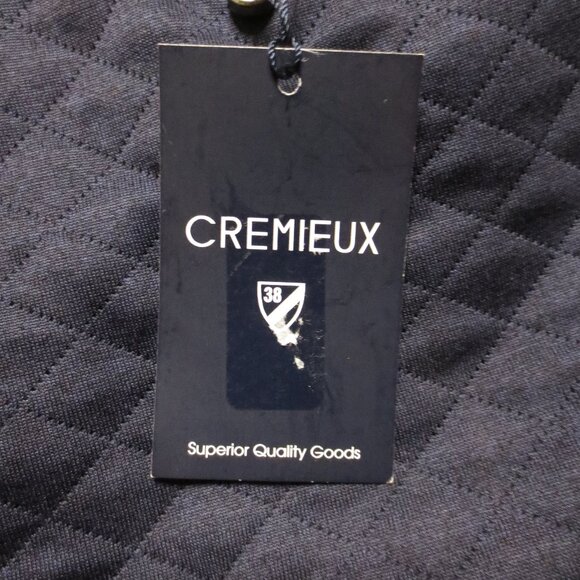 CREMIEUX
38
Superior Quality Goods